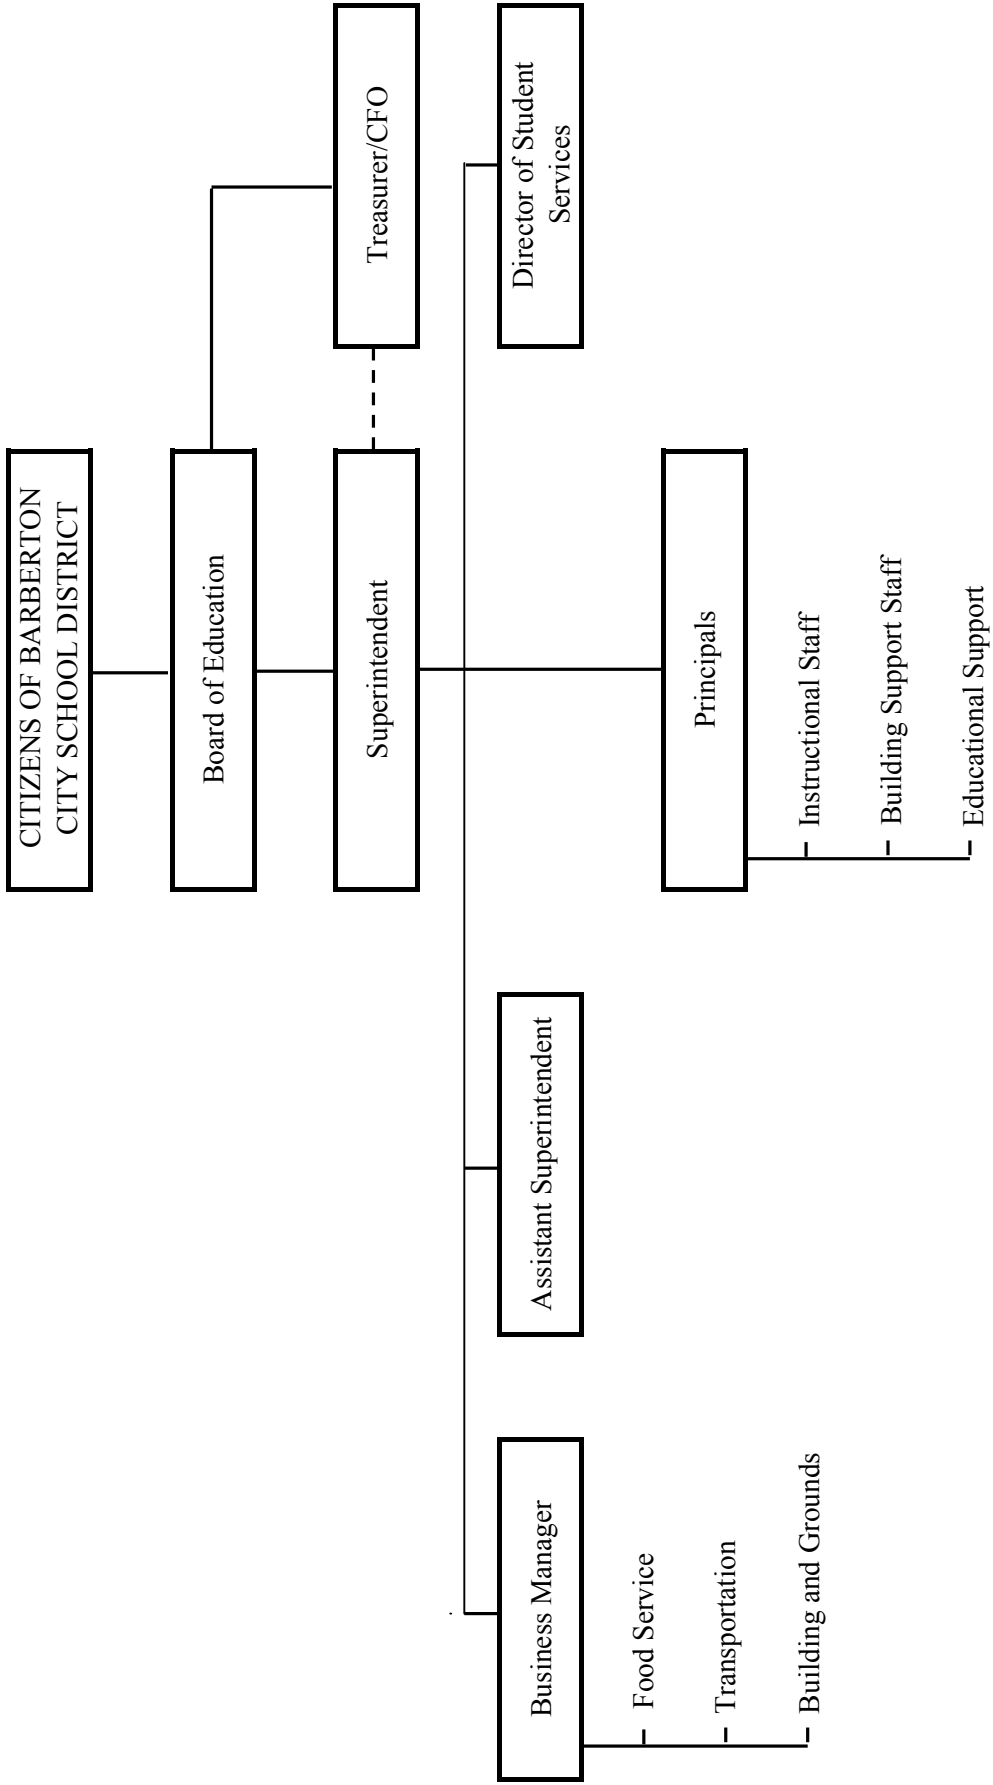 CITIZENS OF BARBERTON
CITY SCHOOL DISTRICT
Board of Education
Superintendent
Treasurer/CFO
Business Manager
Assistant Superintendent
Director of Student
Services
Food Service
Transportation
Building and Grounds
Principals
Instructional Staff
Building Support Staff
Educational Support